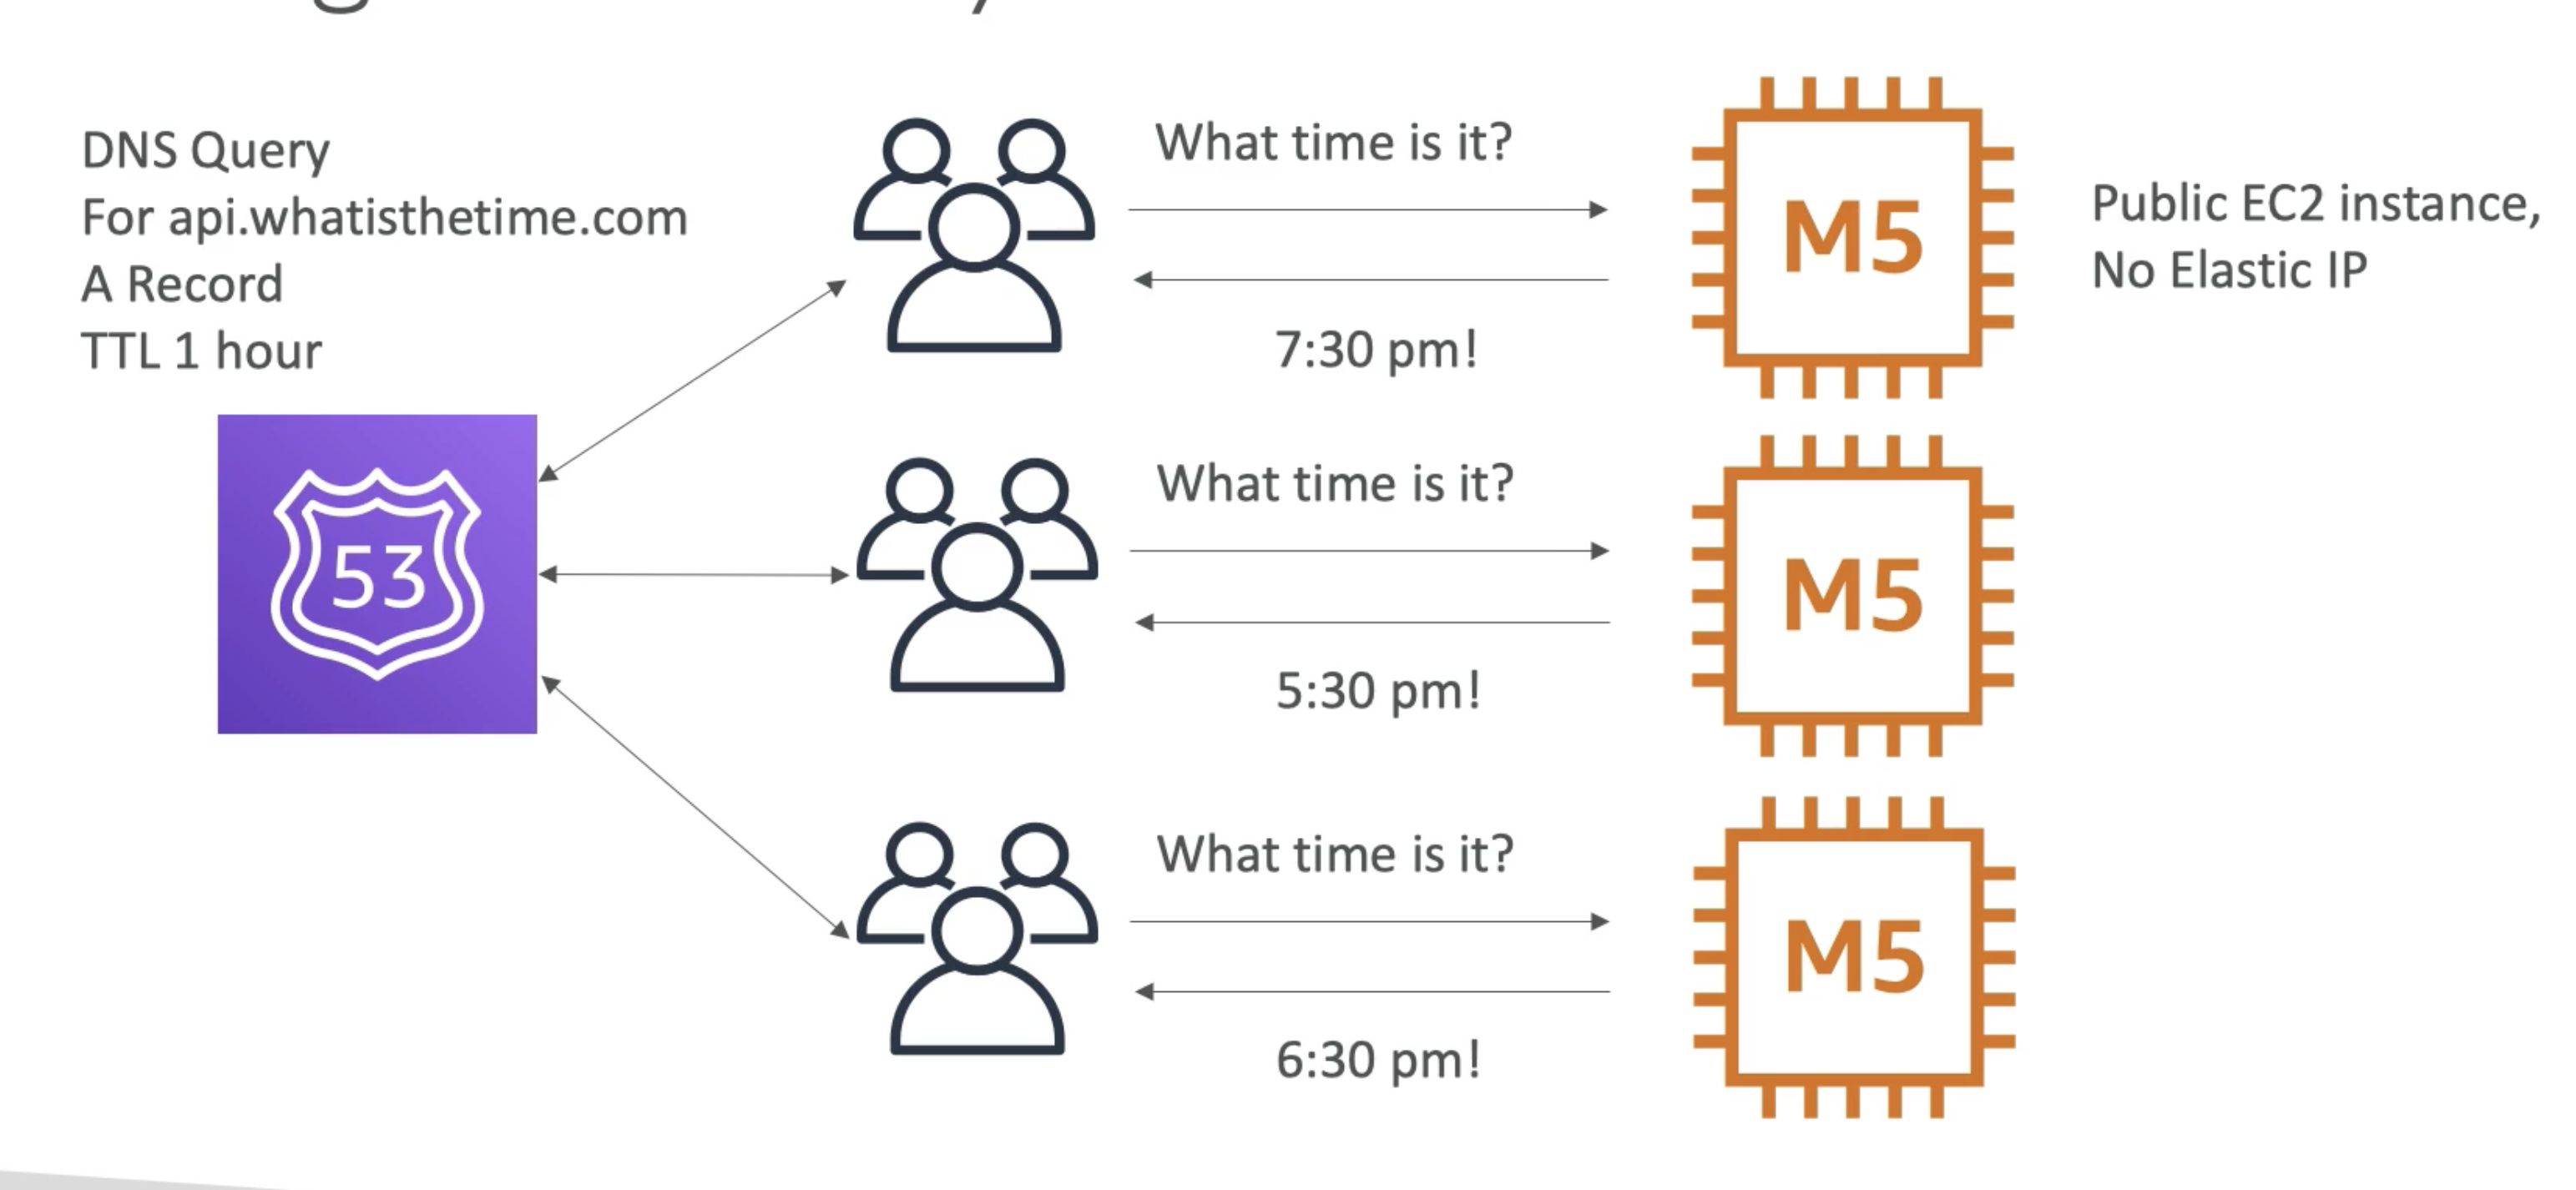 DNS Query
For api.whatisthetime.com
A Record
TTL 1 hour
53
What time is it?
7:30 pm!
M5
Public EC2 instance,
No Elastic IP
What time is it?
5:30 pm!
M5
What time is it?
6:30 pm!
M5